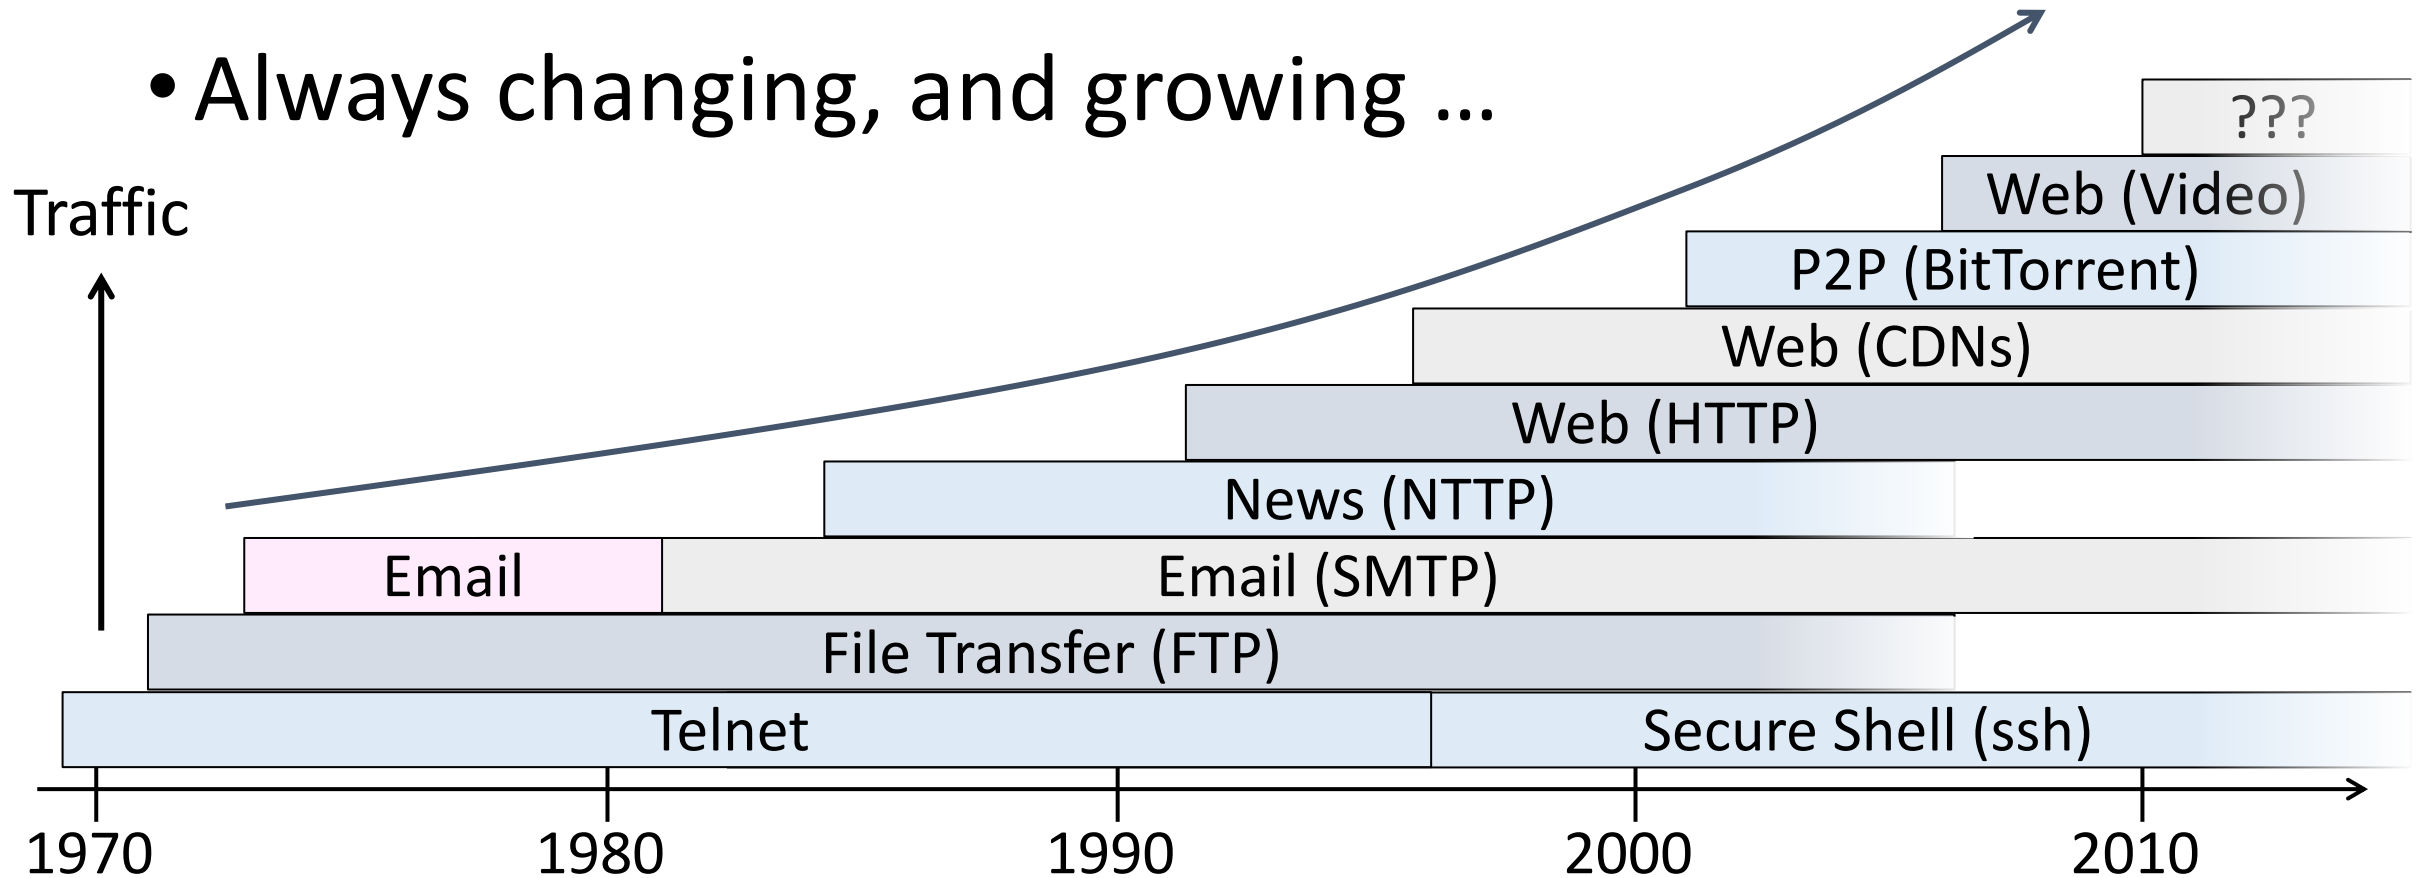 • Always changing, and growing …
Traffic
???
Web (Video)
P2P (BitTorrent)
Web (CDNs)
Web (HTTP)
News (NTTP)
Email Email (SMTP)
File Transfer (FTP)
Telnet Secure Shell (ssh)
1970 1980 1990 2000 2010